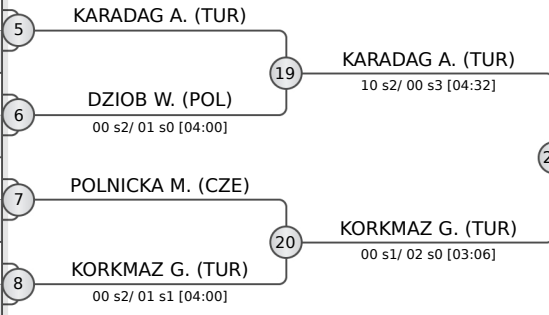 KARADAG A. (TUR)
5
19
KARADAG A. (TUR)
10 s2/ 00 s3 [04:32]
DZIOB W. (POL)
6
00 s2/ 01 s0 [04:00]
POLNICKA M. (CZE)
7
20
KORKMAZ G. (TUR)
00 s1/ 02 s0 [03:06]
KORKMAZ G. (TUR)
8
00 s2/ 01 s1 [04:00]